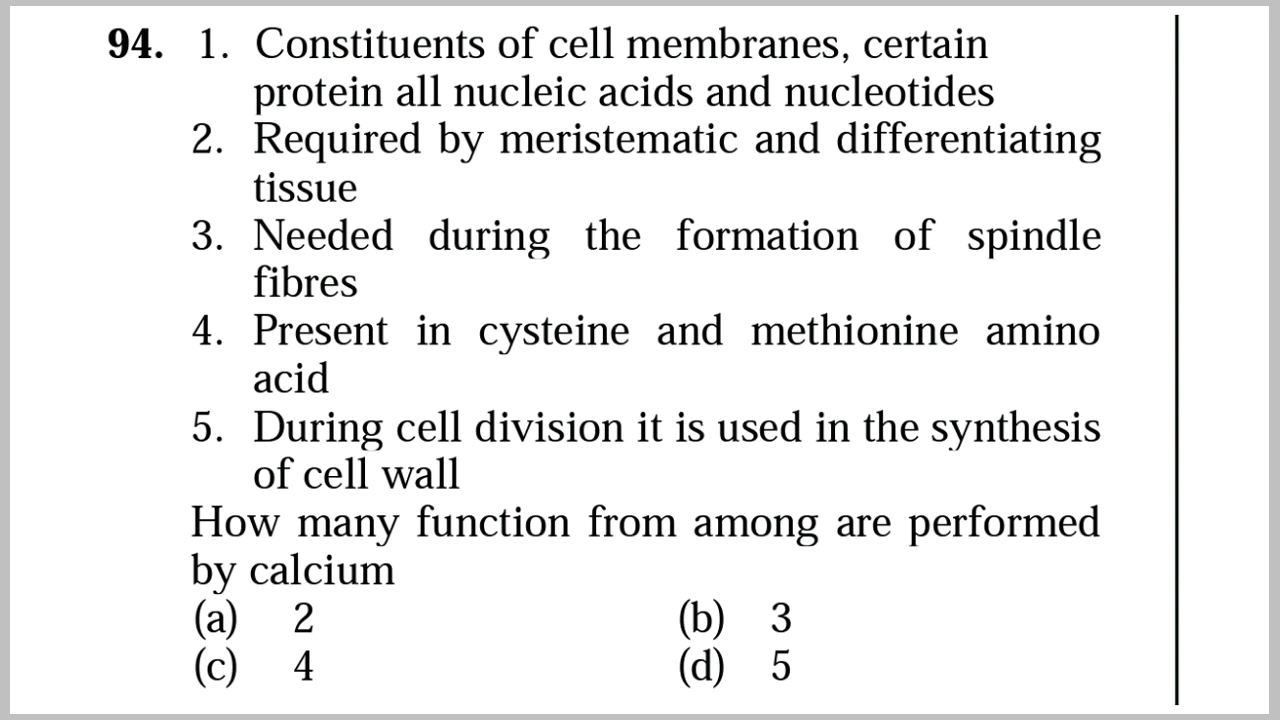 94. 1. Constituents of cell membranes, certain
protein all nucleic acids and nucleotides
2. Required by meristematic and differentiating
tissue
3. Needed during the formation of spindle
fibres
4. Present in cysteine and methionine amino
acid
5. During cell division it is used in the synthesis
of cell wall
How many function from among are performed
by calcium
(a) 2 (b) 3
(c) 4 (d) 5